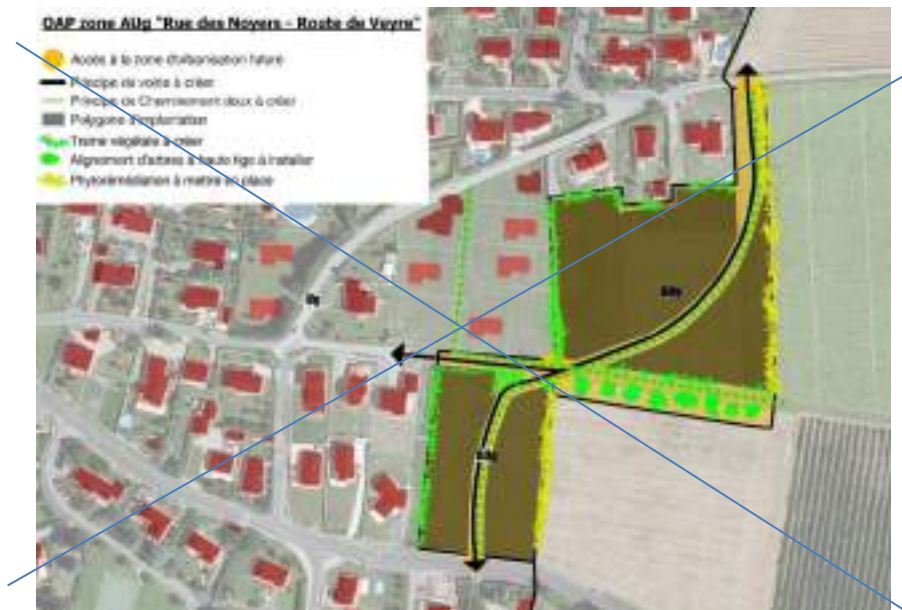 OAP zone AUg "Rue des Noyers - Route de Veyre"
Accès à la zone d'urbanisation future
Principe de voirie à créer
Principe de Cheminement doux à créer
Polygone d'implantation
Trame végétale à créer
Alignement d'arbres à haute tige à installer
Phytorémédiation à mettre en place